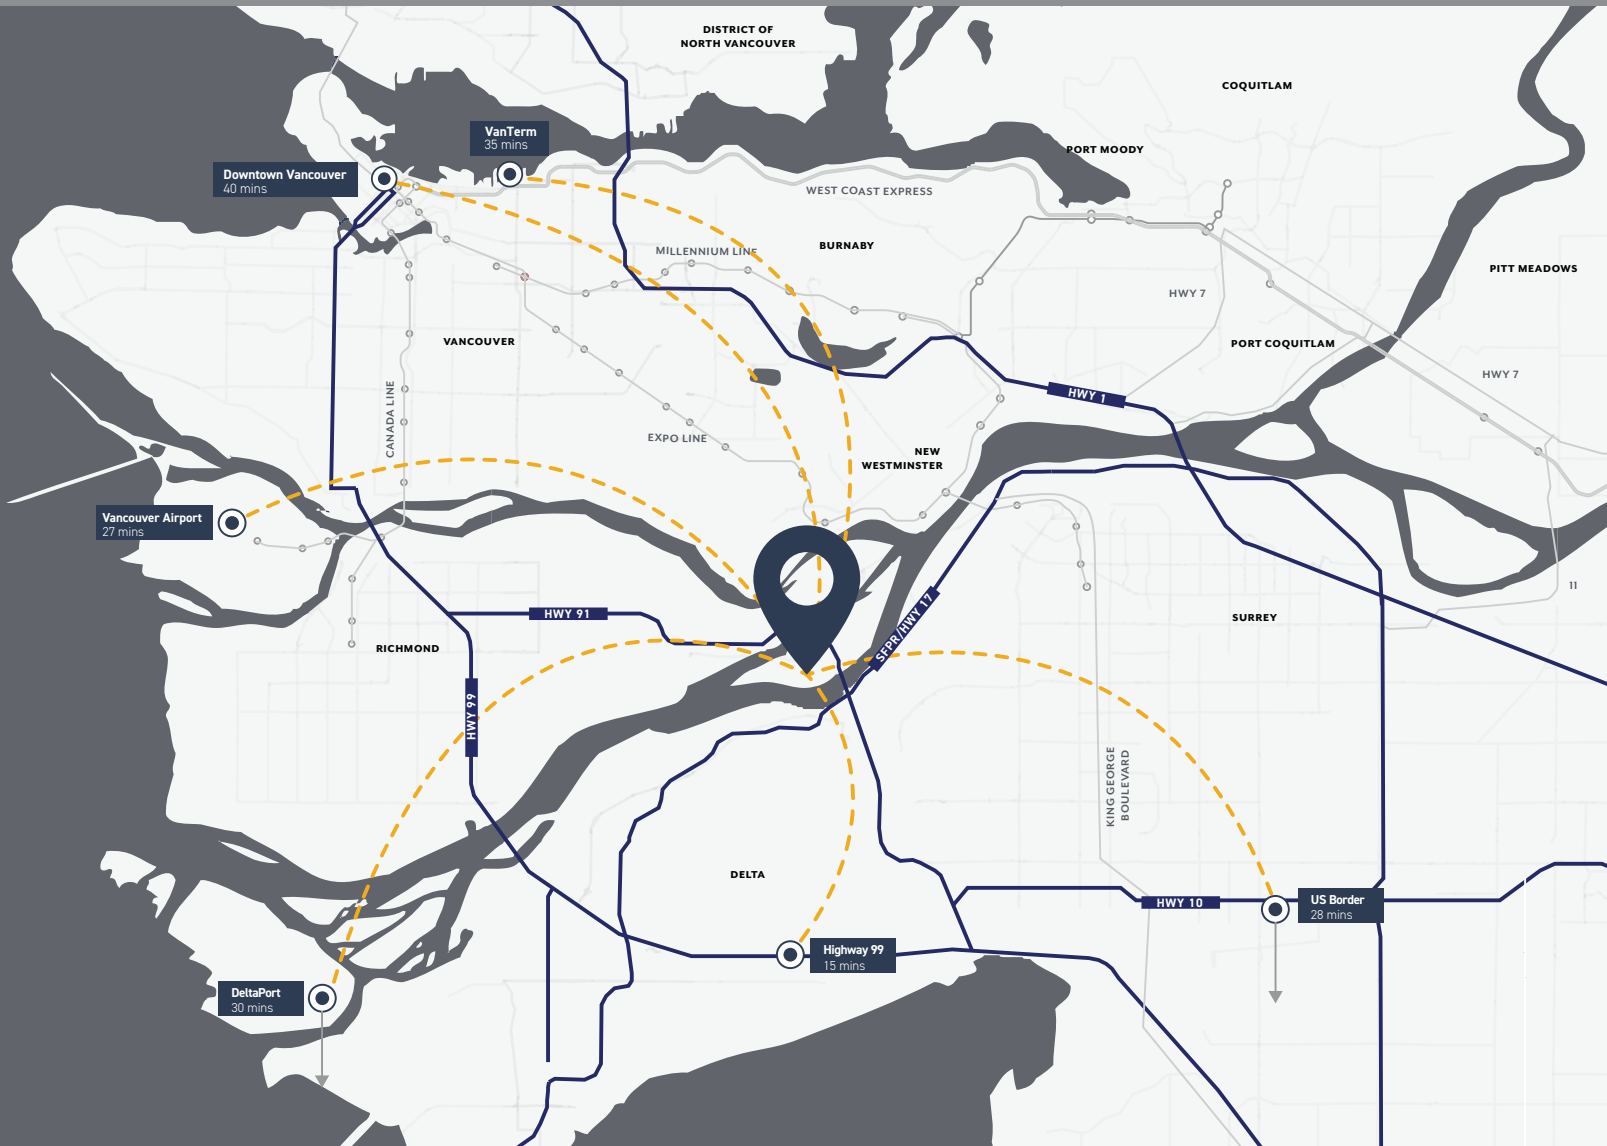 DISTRICT OF
NORTH VANCOUVER
COQUITLAM
VanTerm
35 mins
PORT MOODY
Downtown Vancouver
40 mins
WEST COAST EXPRESS
MILLENNIUM LINE
BURNABY
PITT MEADOWS
HWY 7
VANCOUVER
PORT COQUITLAM
HWY 7
HWY 1
CANADA LINE
EXPO LINE
NEW
WESTMINSTER
Vancouver Airport
27 mins
11
HWY 91
SFPR/HWY 17
SURREY
RICHMOND
HWY 99
KING GEORGE
BOULEVARD
DELTA
HWY 10
US Border
28 mins
Highway 99
15 mins
DeltaPort
30 mins